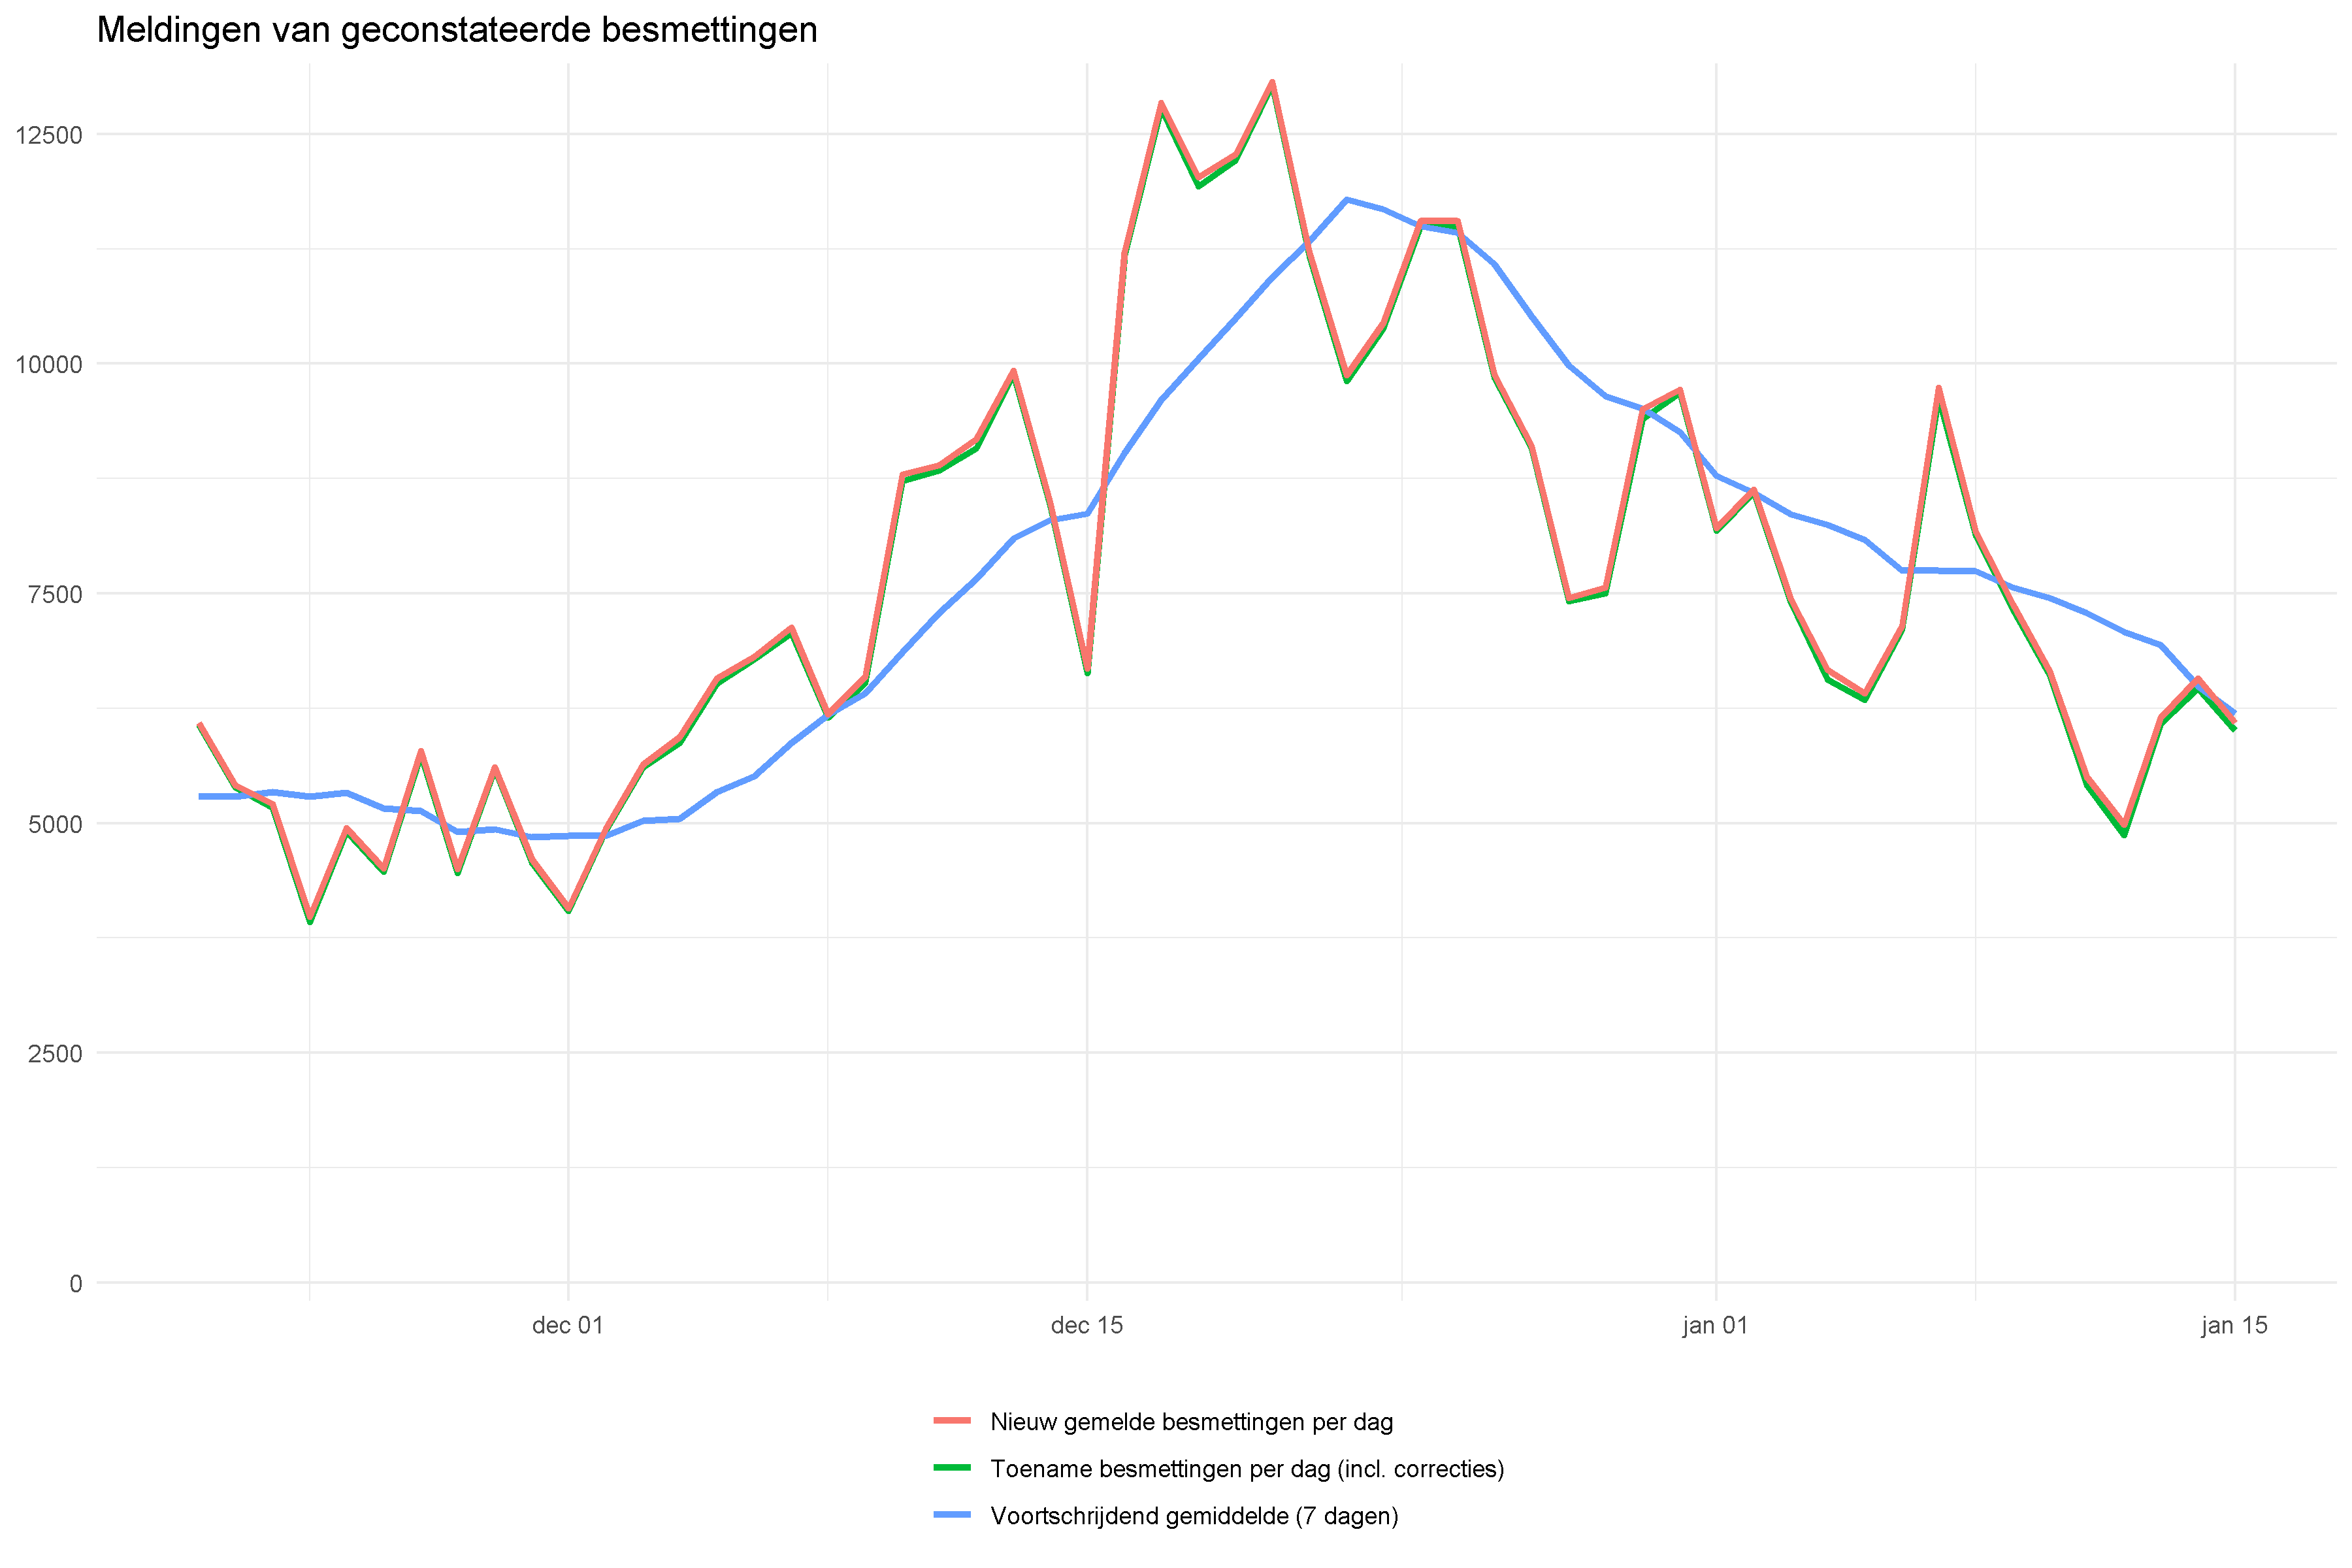 Meldingen van geconstateerde besmettingen
12500
10000
7500
5000
2500
0
dec 01
dec 15
jan 01
jan 15
Nieuw gemelde besmettingen per dag
Toename besmettingen per dag (incl. correcties)
Voortschrijdend gemiddelde (7 dagen)